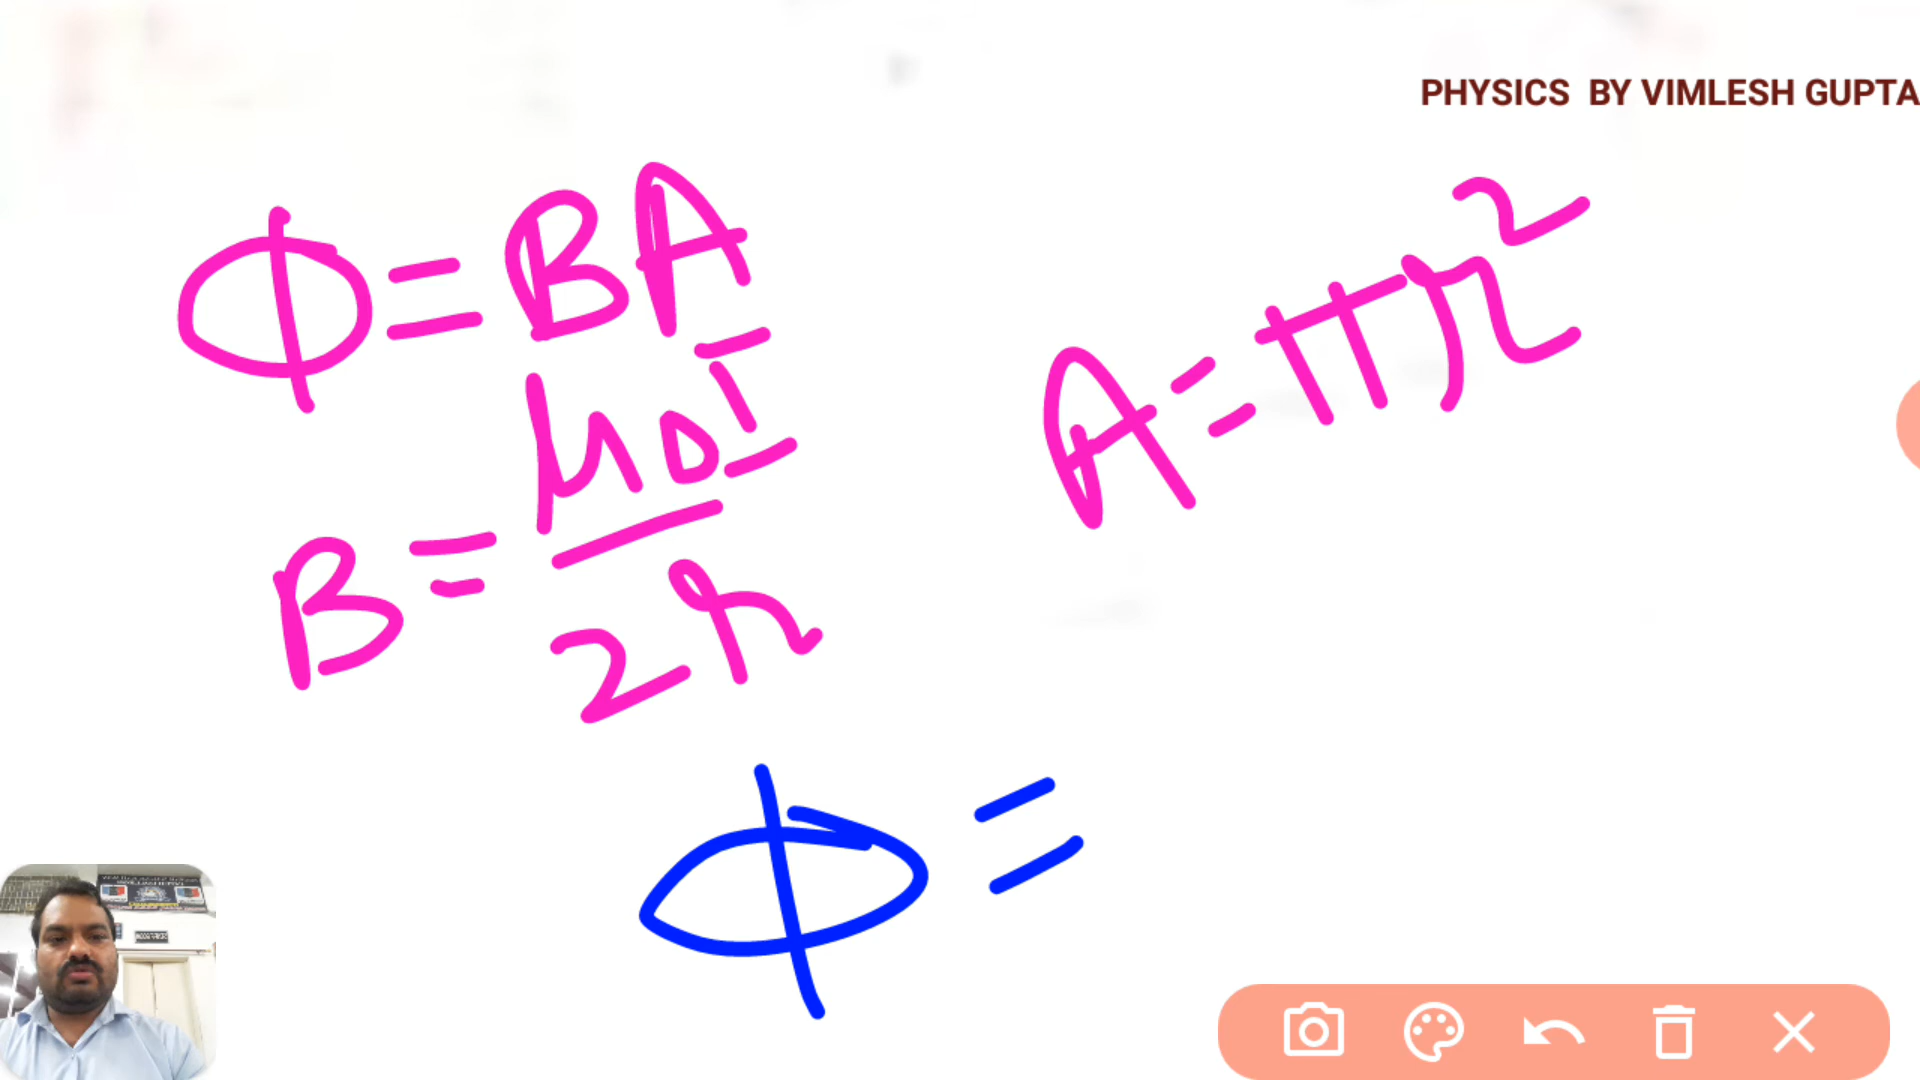 PHYSICS BY VIMLESH GUPTA
ϕ = BA
A = πr²
B = μ₀I / 2r
ϕ =